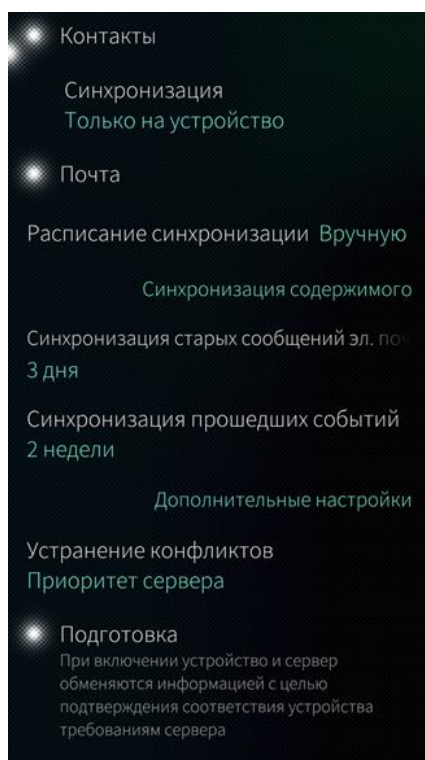 Контакты
Синхронизация
Только на устройство
Почта
Расписание синхронизации Вручную
Синхронизация содержимого
Синхронизация старых сообщений эл.
3 дня
Синхронизация прошедших событий
2 недели
Дополнительные настройки
Устранение конфликтов
Приоритет сервера
Подготовка
При включении устройство и сервер
обмениваются информацией с целью
подтверждения соответствия устройства
требованиям сервера